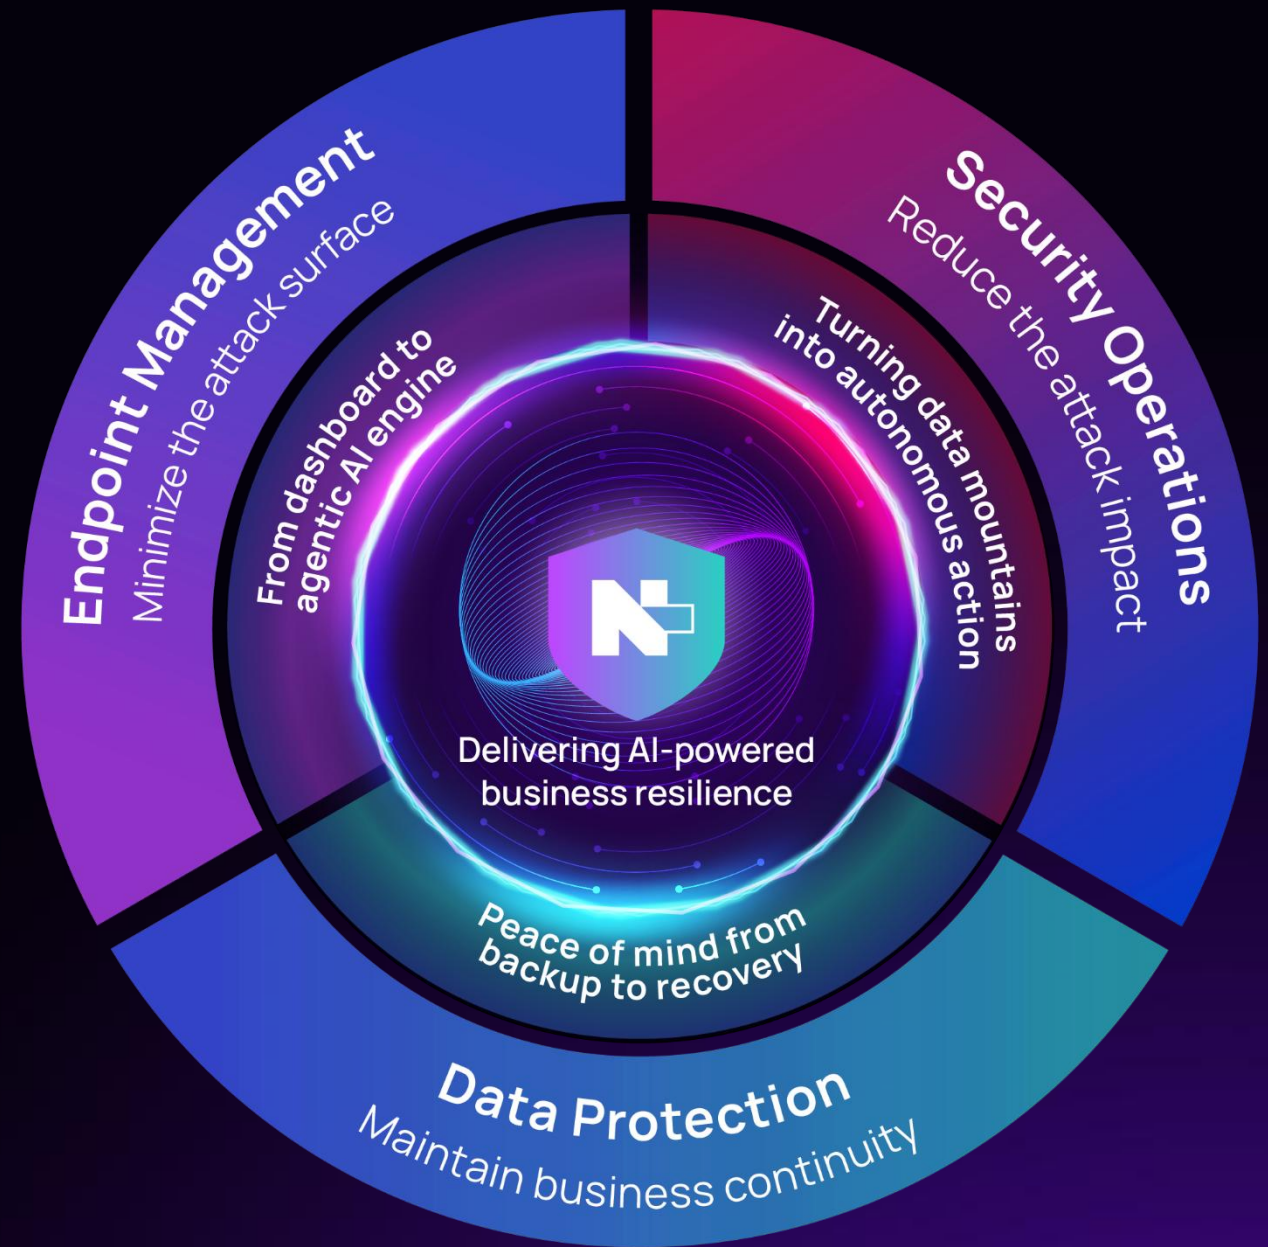 Endpoint Management
Minimize the attack surface
From dashboard to
agentic AI engine
Security Operations
Reduce the attack impact
Turning data mountains
into autonomous action
N
Delivering AI-powered
business resilience
Peace of mind from
backup to recovery
Data Protection
Maintain business continuity